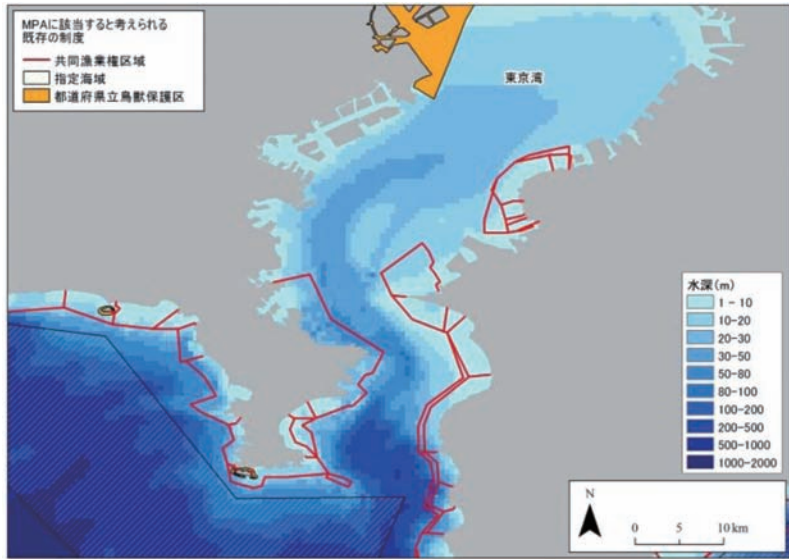 MPAに該当すると考えられる
既存の制度
共同漁業権区域
指定海域
都道府県立鳥獣保護区
東京湾
水深(m)
1 - 10
10-20
20-30
30-50
50-80
80-100
100-200
200-500
500-1000
1000-2000
N
0 5 10 km